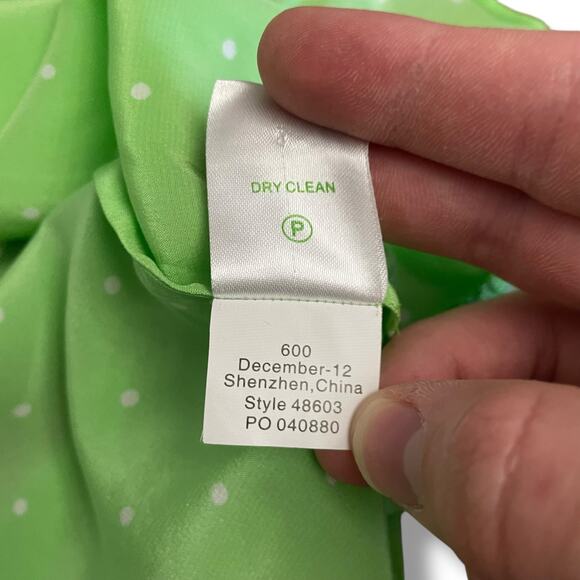 DRY CLEAN
P
600
December-12
Shenzhen,China
Style 48603
PO 040880